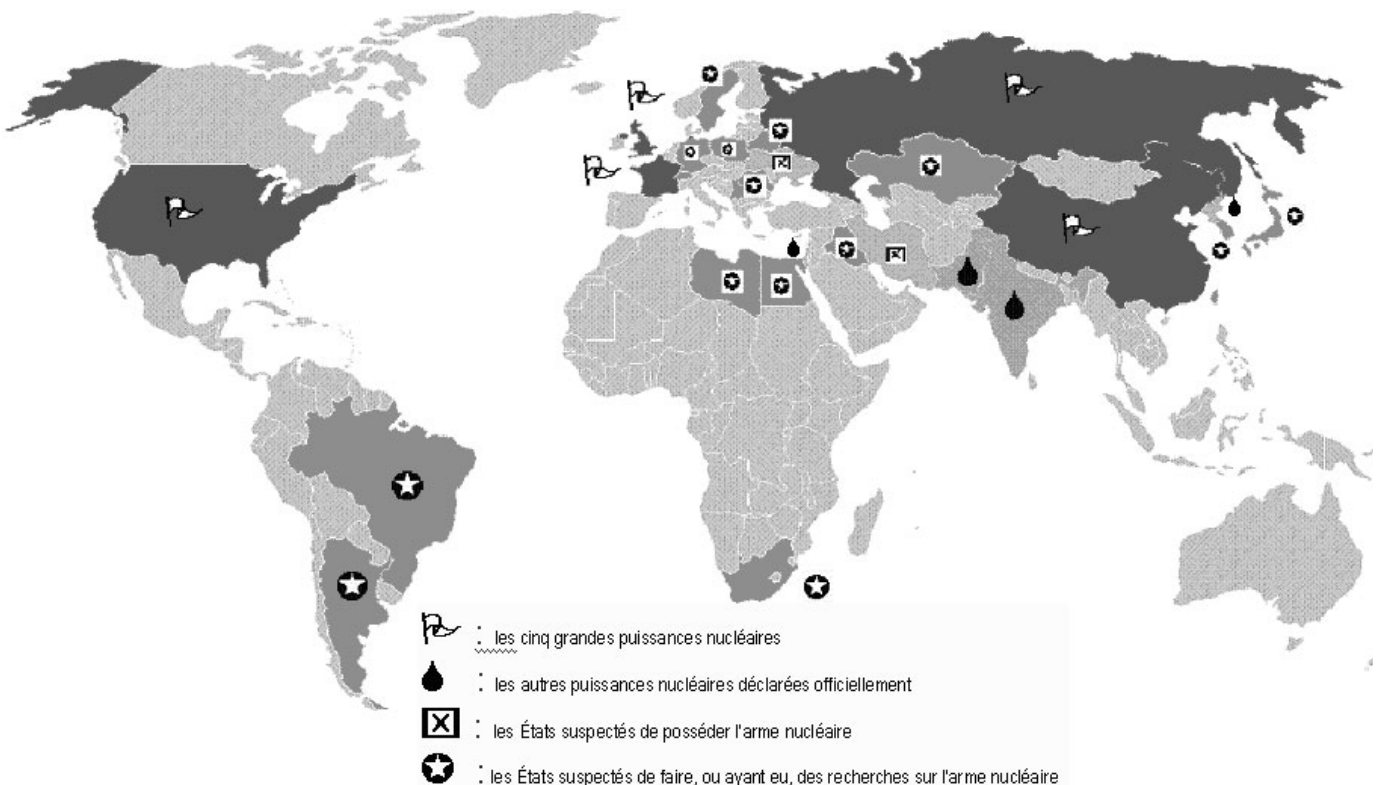 : les cinq grandes puissances nucléaires
: les autres puissances nucléaires déclarées officiellement
: les États suspectés de posséder l'arme nucléaire
: les États suspectés de faire, ou ayant eu, des recherches sur l'arme nucléaire